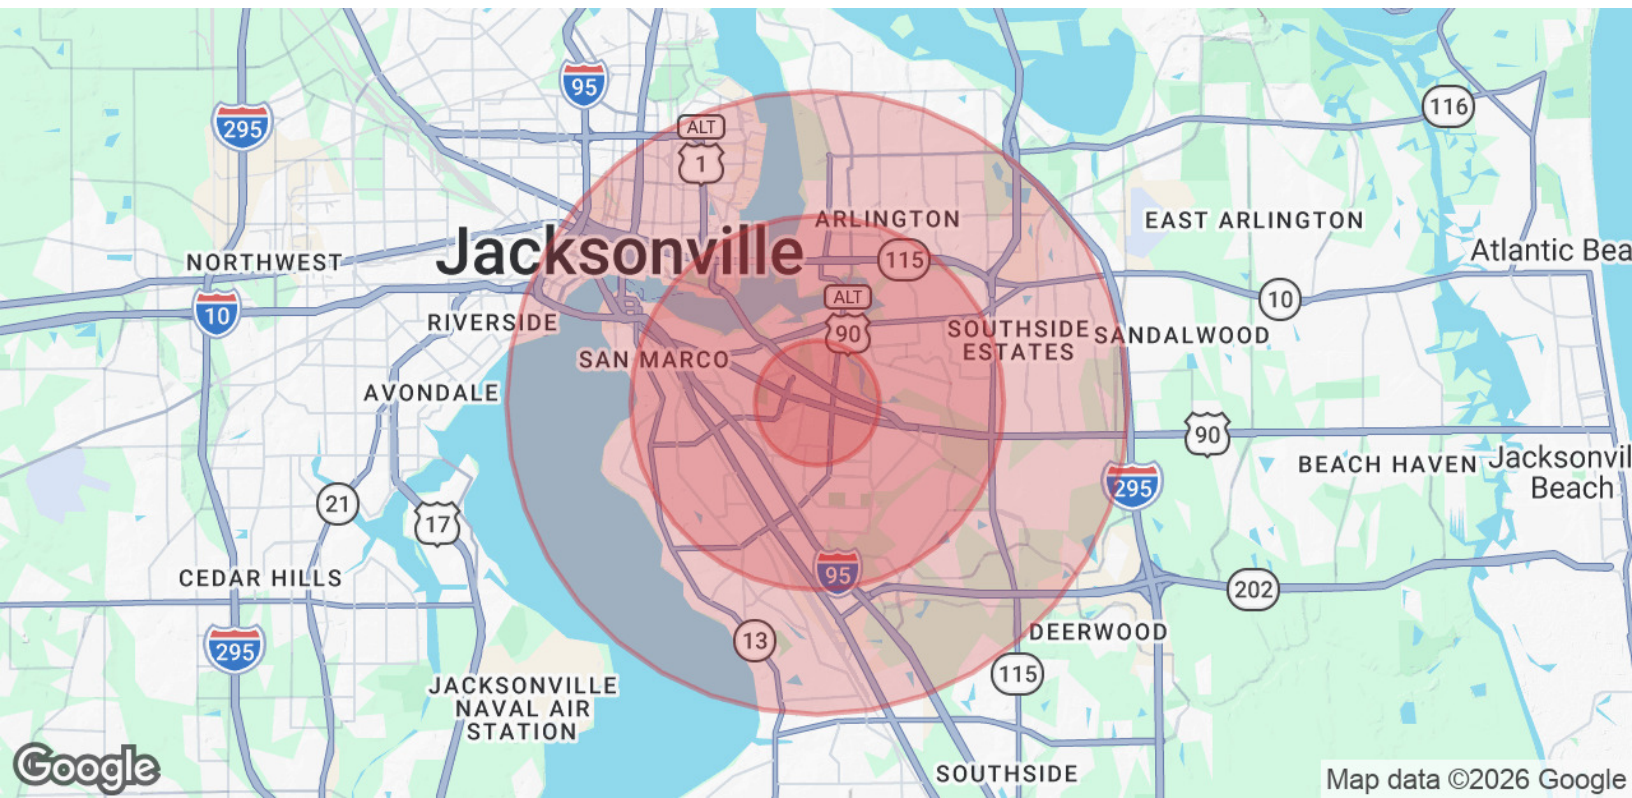 95
116
295
ALT
1
ARLINGTON
EAST ARLINGTON
Jacksonville
Atlantic Bea
NORTHWEST
115
10
ALT
10
RIVERSIDE
90
SOUTHSIDE
ESTATES
SANDALWOOD
SAN MARCO
AVONDALE
90
BEACH HAVEN
Jacksonvil
Beach
295
21
17
95
CEDAR HILLS
202
13
DEERWOOD
295
115
JACKSONVILLE
NAVAL AIR
STATION
SOUTHSIDE
Google
Map data ©2026 Google